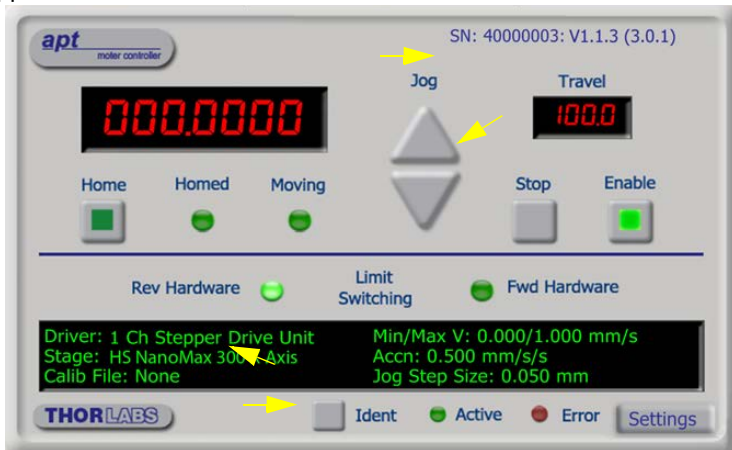 apt
motor controller
SN: 40000003: V1.1.3 (3.0.1)
Jog
Travel
000.0000
100.0
Home Homed Moving
Stop Enable
Rev Hardware
Limit
Switching
Fwd Hardware
Driver: 1 Ch Stepper Drive Unit
Stage: HS NanoMax 300 Axis
Calib File: None
Min/Max V: 0.000/1.000 mm/s
Accn: 0.500 mm/s/s
Jog Step Size: 0.050 mm
THORLABS
Ident Active Error Settings